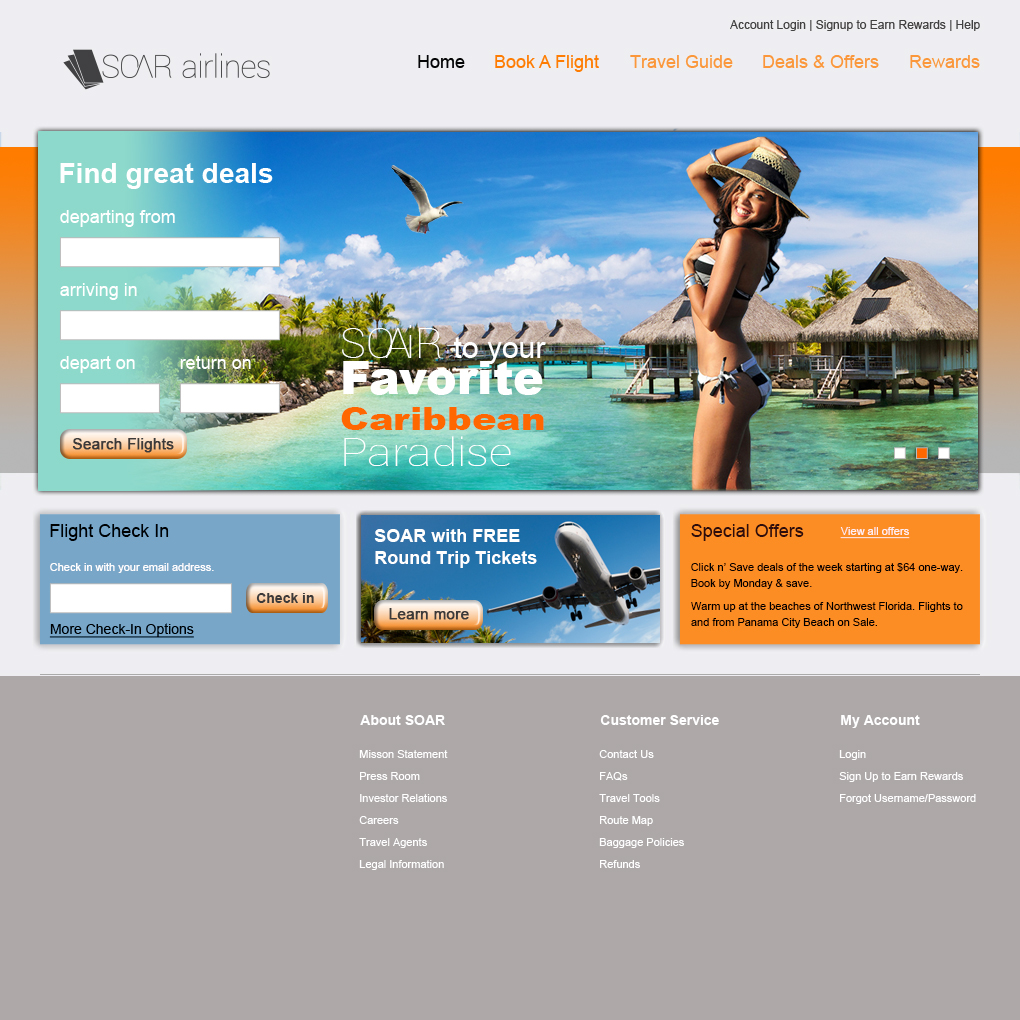 Account Login | Signup to Earn Rewards | Help
SOAR airlines
Home Book A Flight Travel Guide Deals & Offers Rewards
Find great deals
departing from
arriving in
depart on return on
Search Flights
SOAR to your
Favorite
Caribbean
Paradise
Flight Check In
Check in with your email address.
Check in
More Check-In Options
SOAR with FREE
Round Trip Tickets
Learn more
Special Offers View all offers
Click n' Save deals of the week starting at $64 one-way.
Book by Monday & save.
Warm up at the beaches of Northwest Florida. Flights to
and from Panama City Beach on Sale.
About SOAR
Misson Statement
Press Room
Investor Relations
Careers
Travel Agents
Legal Information
Customer Service
Contact Us
FAQs
Travel Tools
Route Map
Baggage Policies
Refunds
My Account
Login
Sign Up to Earn Rewards
Forgot Username/Password